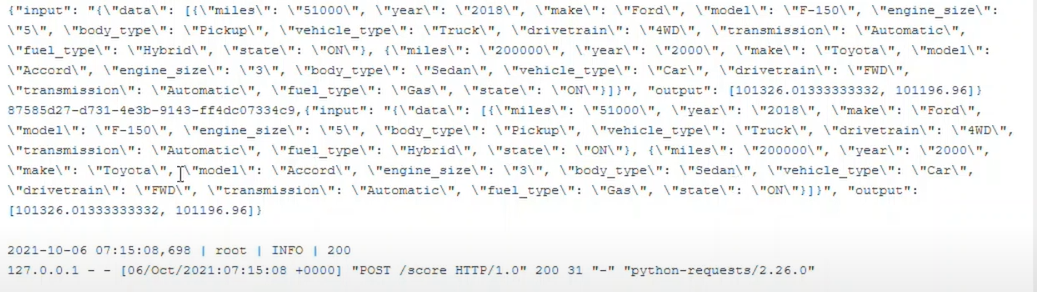 {"input": "{\"data\": [{\"miles\": \"51000\", \"year\": \"2018\", \"make\": \"Ford\", \"model\": \"F-150\", \"engine_size\":
\"5\", \"body_type\": \"Pickup\", \"vehicle_type\": \"Truck\", \"drivetrain\": \"4WD\", \"transmission\": \"Automatic\",
\"fuel_type\": \"Hybrid\", \"state\": \"ON\"}, {\"miles\": \"200000\", \"year\": \"2000\", \"make\": \"Toyota\", \"model\":
\"Accord\", \"engine_size\": \"3\", \"body_type\": \"Sedan\", \"vehicle_type\": \"Car\", \"drivetrain\": \"FWD\",
\"transmission\": \"Automatic\", \"fuel_type\": \"Gas\", \"state\": \"ON\"}]}", "output": [101326.01333333332, 101196.96]}
87585d27-d731-4e3b-9143-ff4dc07334c9,{"input": "{\"data\": [{\"miles\": \"51000\", \"year\": \"2018\", \"make\": \"Ford\",
\"model\": \"F-150\", \"engine_size\": \"5\", \"body_type\": \"Pickup\", \"vehicle_type\": \"Truck\", \"drivetrain\": \"4WD\",
\"transmission\": \"Automatic\", \"fuel_type\": \"Hybrid\", \"state\": \"ON\"}, {\"miles\": \"200000\", \"year\": \"2000\",
\"make\": \"Toyota\", \"model\": \"Accord\", \"engine_size\": \"3\", \"body_type\": \"Sedan\", \"vehicle_type\": \"Car\",
\"drivetrain\": \"FWD\", \"transmission\": \"Automatic\", \"fuel_type\": \"Gas\", \"state\": \"ON\"}]}", "output":
[101326.01333333332, 101196.96]}
2021-10-06 07:15:08,698 | root | INFO | 200
127.0.0.1 - - [06/Oct/2021:07:15:08 +0000] "POST /score HTTP/1.0" 200 31 "-" "python-requests/2.26.0"